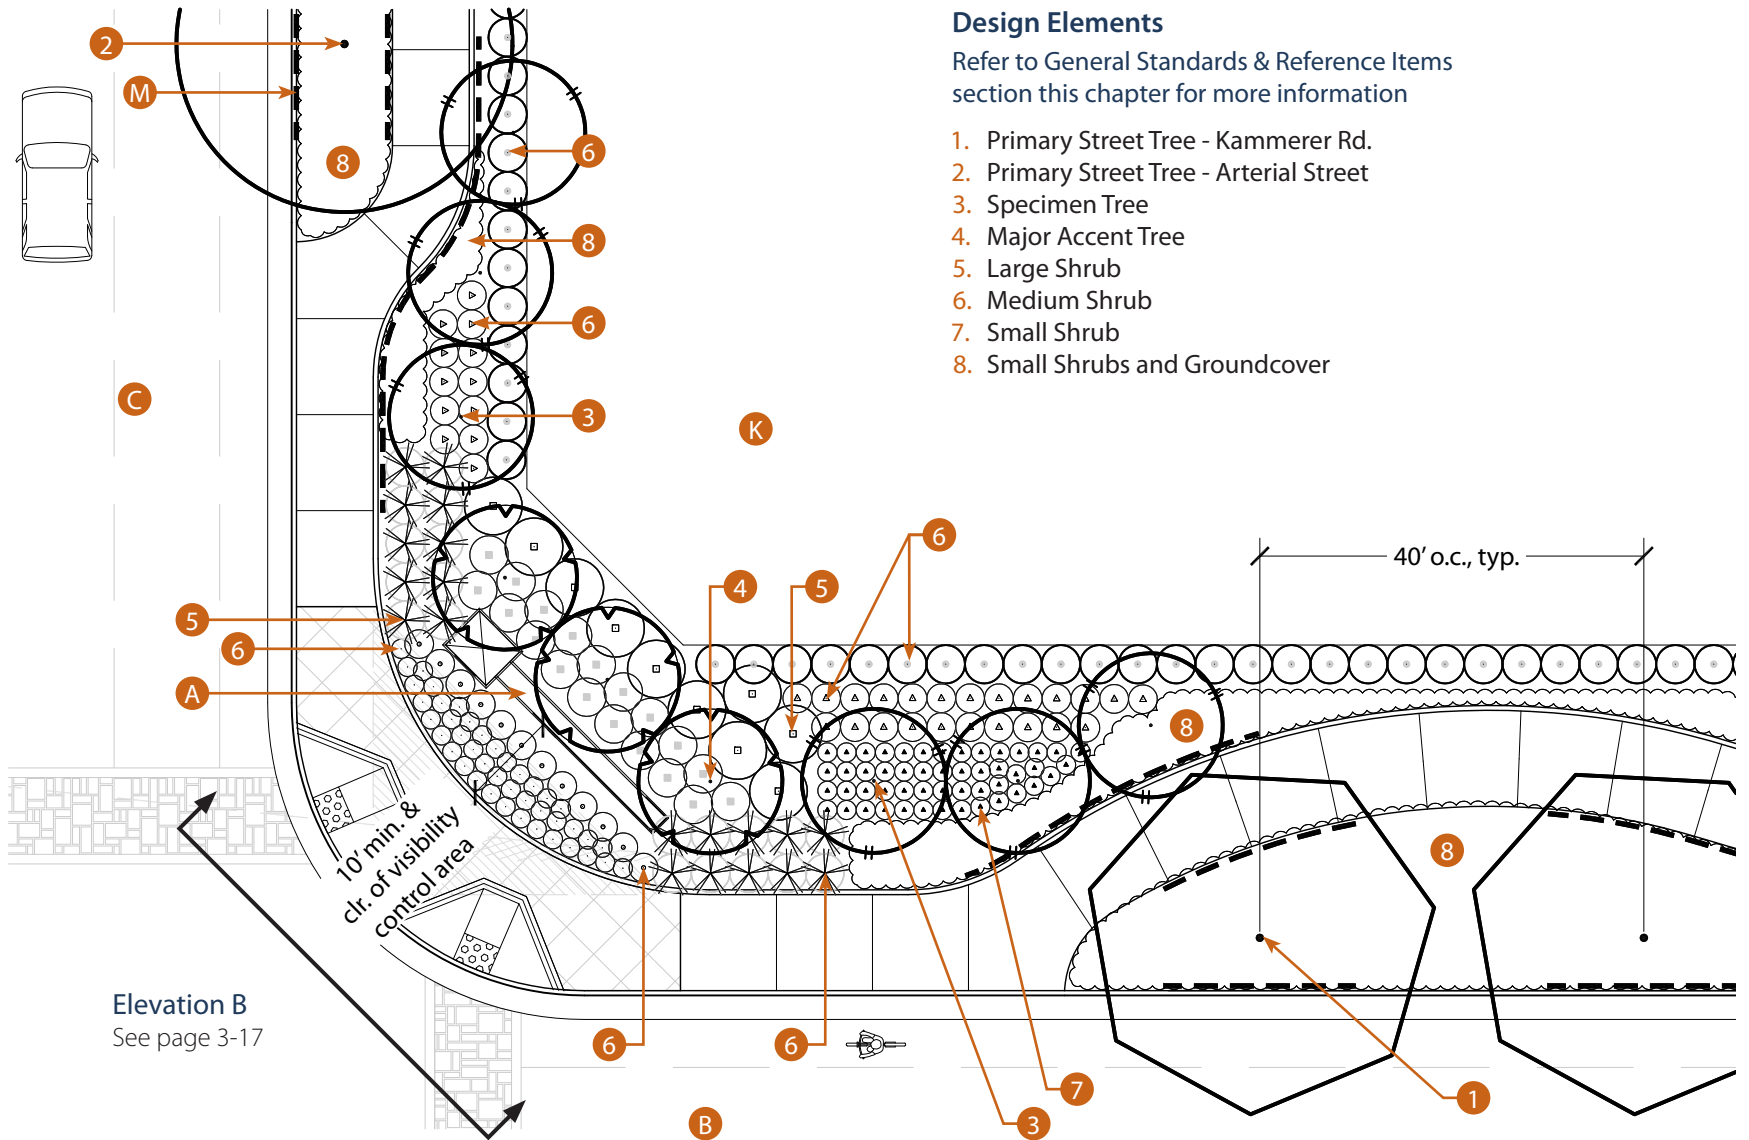 Design Elements
Refer to General Standards & Reference Items
section this chapter for more information
1. Primary Street Tree - Kammerer Rd.
2. Primary Street Tree - Arterial Street
3. Specimen Tree
4. Major Accent Tree
5. Large Shrub
6. Medium Shrub
7. Small Shrub
8. Small Shrubs and Groundcover
2
M
8
6
8
6
C
3
K
6
40’ o.c., typ.
4
5
5
6
A
8
8
10’ min. &
clr. of visibility
control area
Elevation B
See page 3-17
6
6
7
1
B
3